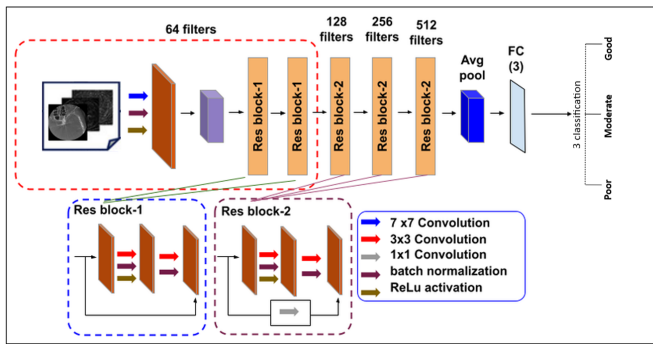 64 filters
128
filters
256
filters
512
filters
Res block-1
Res block-1
Res block-2
Res block-2
Res block-2
Avg
pool
FC
(3)
3 classification
Good
Moderate
Poor
Res block-1
Res block-2
7 x7 Convolution
3x3 Convolution
1x1 Convolution
batch normalization
ReLu activation